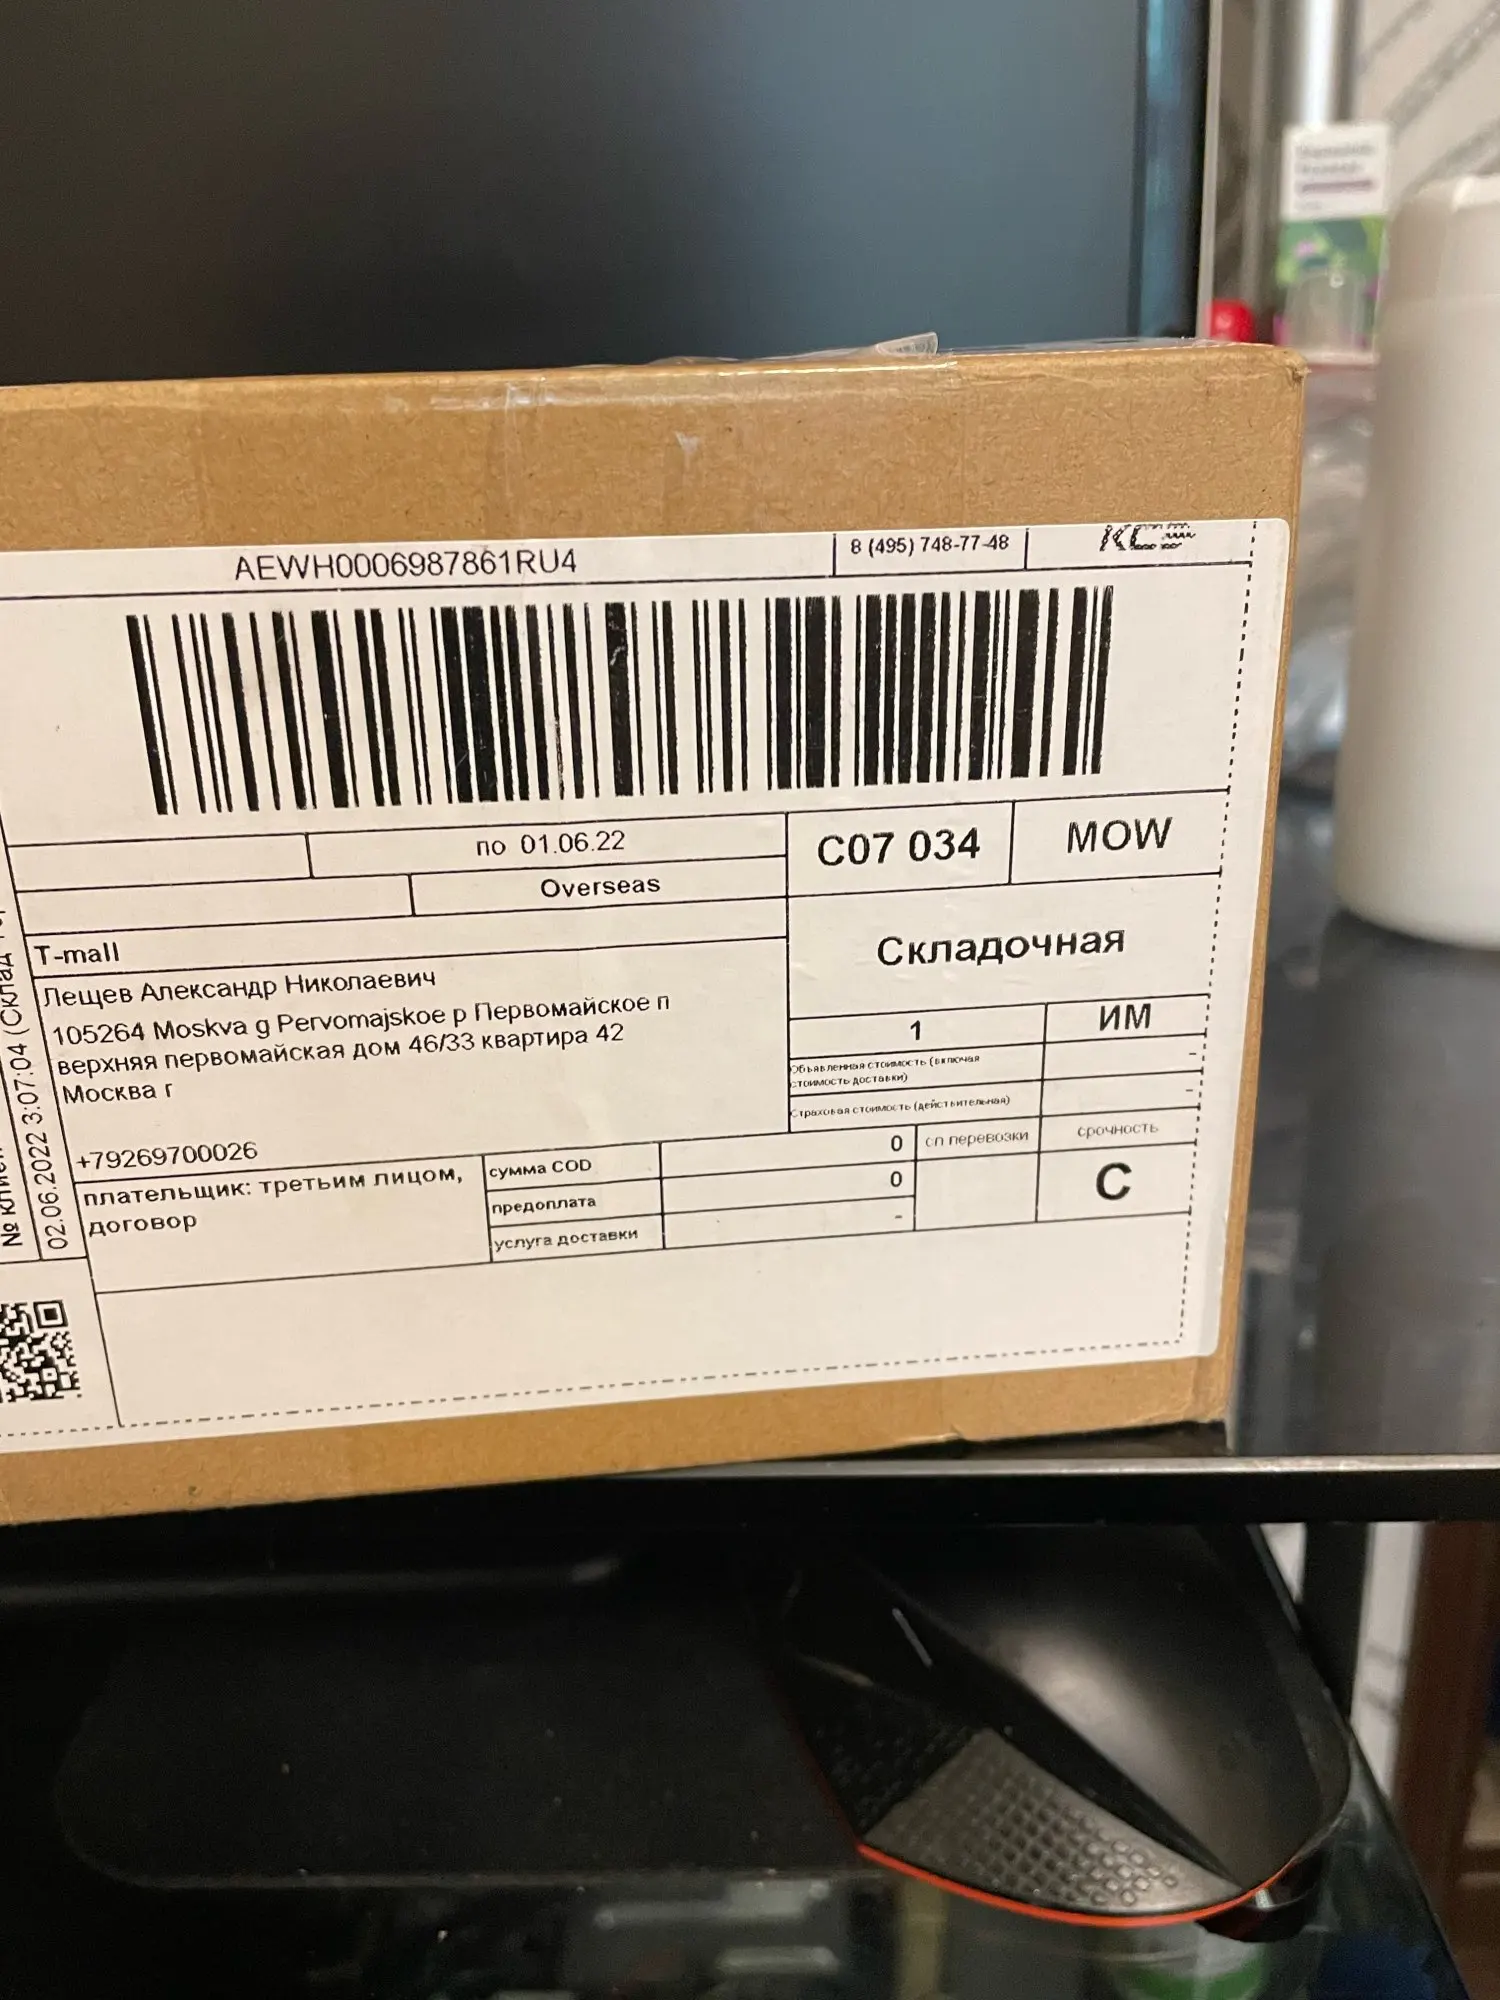 AEWH0006987861RU4
8 (495) 748-77-48
по 01.06.22
Overseas
C07 034
MOW
Складочная
T-mall
Лещев Александр Николаевич
105264 Moskva g Pervomajskoe p Первомайское п
верхняя первомайская дом 46/33 квартира 42
Москва г
+79269700026
1
ИМ
Объявленная стоимость (включая
стоимость доставки)
-
Страховая стоимость (действительная)
-
плательщик: третьим лицом,
договор
сумма COD
0
предоплата
0
услуга доставки
-
сп перевозки
срочность
C
02.06.2022 3:07:04 (Склад